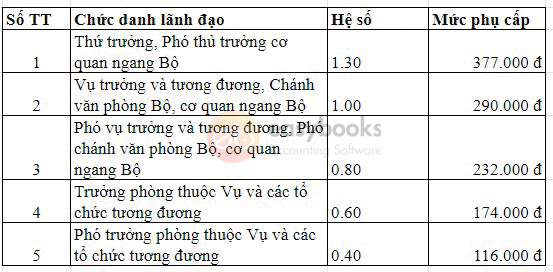 Số TT Chức danh lãnh đạo Hệ số Mức phụ cấp
Thứ trưởng, Phó thủ trưởng cơ
1 quan ngang Bộ 1.30 377.000 đ
Vụ trưởng và tương đương, Chánh
2 văn phòng Bộ, cơ quan ngang Bộ 1.00 290.000 đ
Phó vụ trưởng và tương đương, Phó
chánh văn phòng Bộ, cơ quan
3 ngang Bộ 0.80 232.000 đ
Trưởng phòng thuộc Vụ và các tổ
4 chức tương đương 0.60 174.000 đ
Phó trưởng phòng thuộc Vụ và các
5 tổ chức tương đương 0.40 116.000 đ
easybooks
Accounting Software